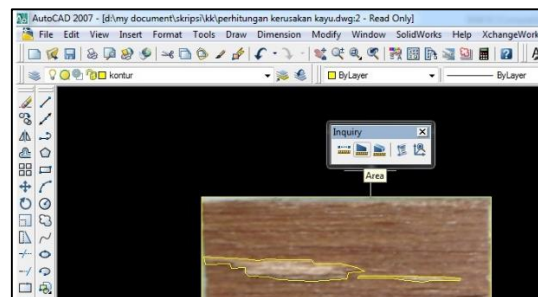 AutoCAD 2007 - [d:\my document\skripsi\kk\perhitungan kerusakan kayu.dwg:2 - Read Only]
File Edit View Insert Format Tools Draw Dimension Modify Window SolidWorks Help XchangeWork
kontur ByLayer ByLayer
Inquiry
Area